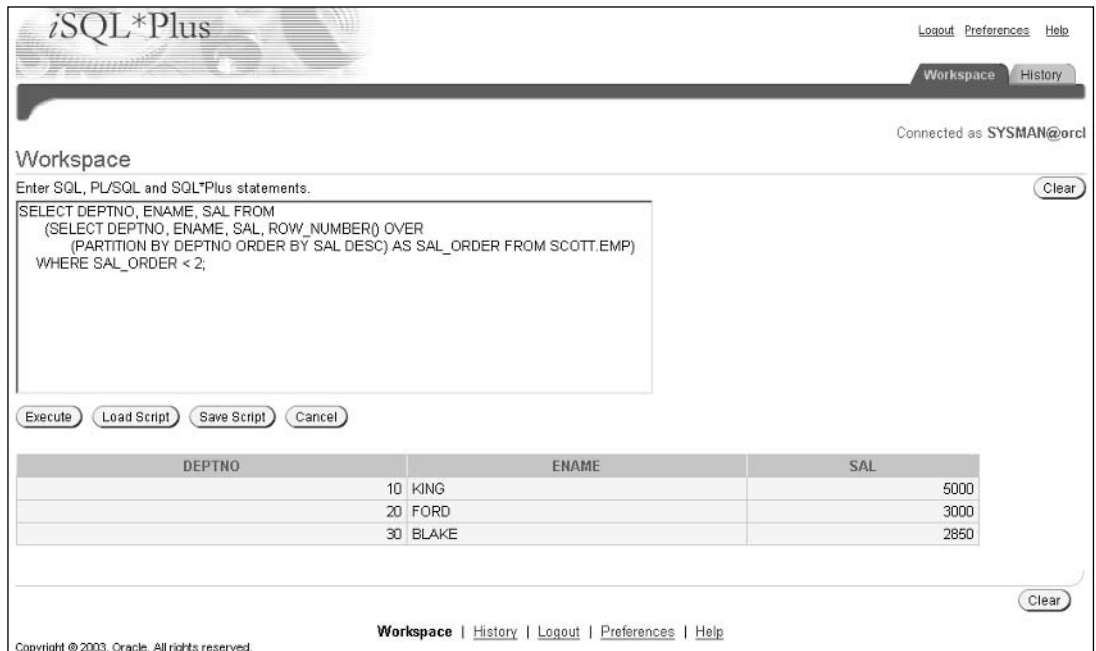 iSQL*Plus
Logout Preferences Help
Workspace History
Connected as SYSMAN@orcl
Workspace
Enter SQL, PL/SQL and SQL*Plus statements.
Clear
SELECT DEPTNO, ENAME, SAL FROM
(SELECT DEPTNO, ENAME, SAL, ROW_NUMBER() OVER
(PARTITION BY DEPTNO ORDER BY SAL DESC) AS SAL_ORDER FROM SCOTT.EMP)
WHERE SAL_ORDER < 2;
Execute Load Script Save Script Cancel
DEPTNO ENAME SAL
10 KING 5000
20 FORD 3000
30 BLAKE 2850
Clear
Workspace | History | Logout | Preferences | Help
Copyright © 2003, Oracle. All rights reserved.